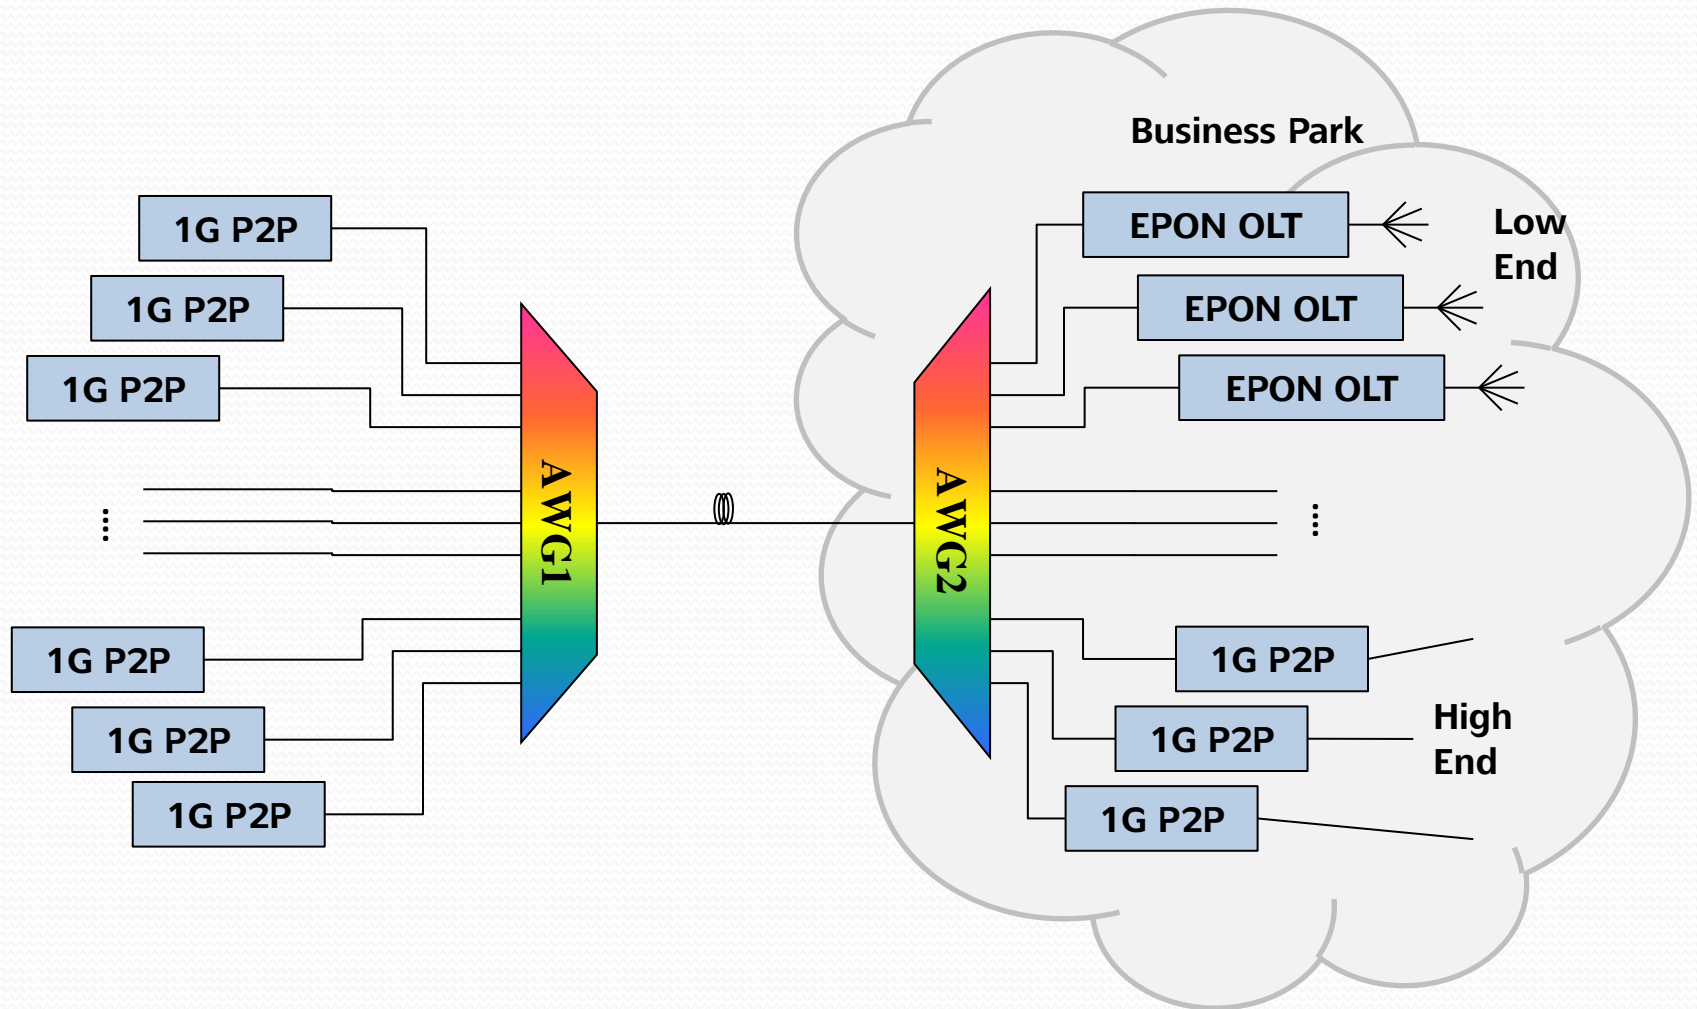 Business Park
1G P2P
1G P2P
1G P2P
AWG1
1G P2P
1G P2P
1G P2P
AWG2
EPON OLT
EPON OLT
EPON OLT
Low
End
1G P2P
1G P2P
1G P2P
High
End